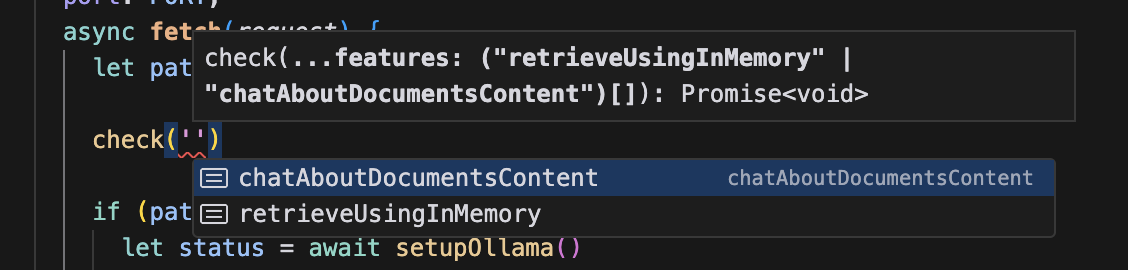 port: PORT,
async fetch(request) {
check(...features: ("retrieveUsingInMemory" |
let pat
"chatAboutDocumentsContent")[]): Promise<void>
check('')
chatAboutDocumentsContent chatAboutDocumentsContent
if (pat
retrieveUsingInMemory
let status = await setupOllama()